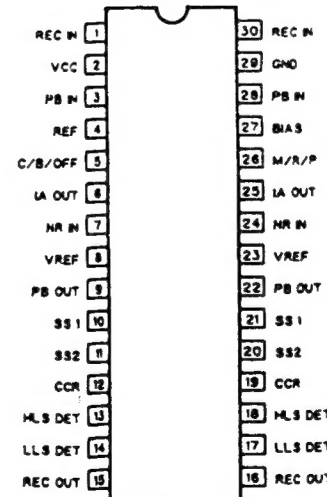 REC IN 1 30 REC IN
VCC 2 29 GND
PB IN 3 28 PB IN
REF 4 27 BIAS
C/B/OFF 5 26 M/R/P
IA OUT 6 25 IA OUT
NR IN 7 24 NR IN
VREF 8 23 VREF
PB OUT 9 22 PB OUT
SS1 10 21 SS1
SS2 11 20 SS2
CCR 12 19 CCR
HLS DET 13 18 HLS DET
LLS DET 14 17 LLS DET
REC OUT 15 16 REC OUT